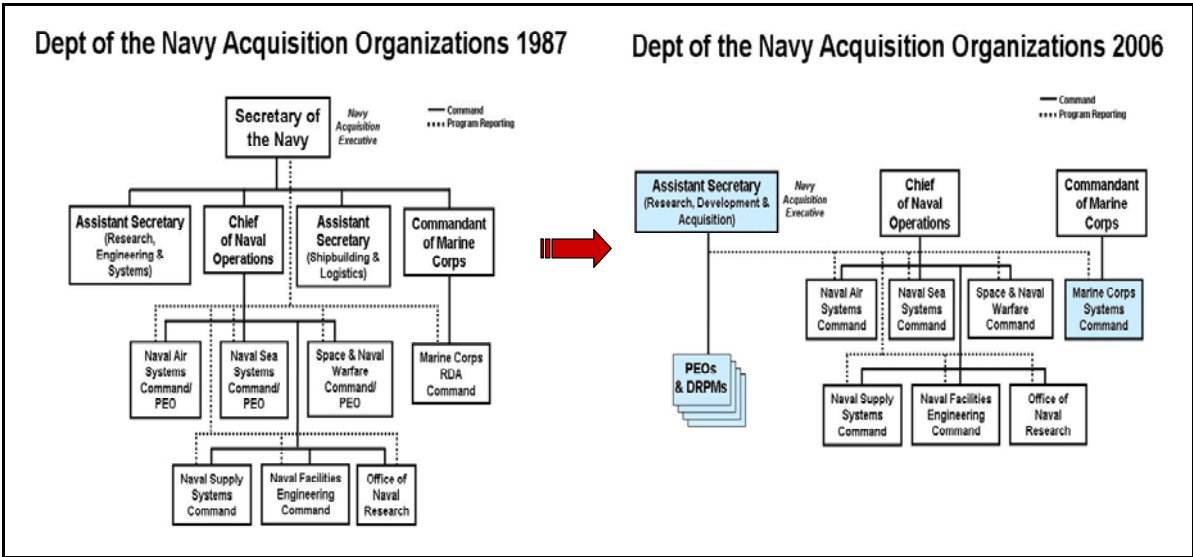 Dept of the Navy Acquisition Organizations 1987
Secretary of
the Navy
Navy
Acquisition
Executive
Command
Program Reporting
Assistant Secretary
(Research,
Engineering &
Systems)
Chief
of Naval
Operations
Assistant
Secretary
(Shipbuilding &
Logistics)
Commandant
of Marine
Corps
Naval Air
Systems
Command/
PEO
Naval Sea
Systems
Command/
PEO
Space & Naval
Warfare
Command/
PEO
Marine Corps
RDA
Command
Naval Supply
Systems
Command
Naval Facilities
Engineering
Command
Office of
Naval
Research
Dept of the Navy Acquisition Organizations 2006
Command
Program Reporting
Assistant Secretary
(Research, Development &
Acquisition)
Navy
Acquisition
Executive
Chief
of Naval
Operations
Commandant
of Marine
Corps
Naval Air
Systems
Command
Naval Sea
Systems
Command
Space & Naval
Warfare
Command
Marine Corps
Systems
Command
PEOs
& DRPMs
Naval Supply
Systems
Command
Naval Facilities
Engineering
Command
Office of
Naval
Research